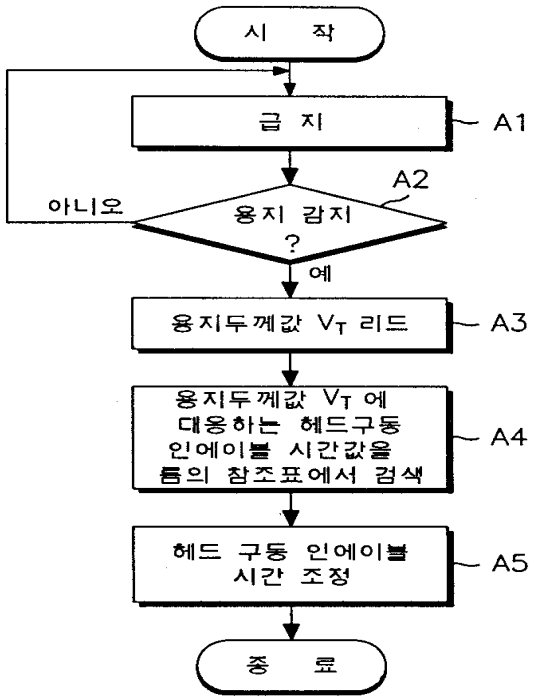 시 작
급 지
A1
A2
용지 감지
?
아니오
예
용지두께값 VT 리드
A3
용지두께값 VT 에
대응하는 헤드구동
인에이블 시간값을
롬의 참조표에서 검색
A4
헤드 구동 인에이블
시간 조정
A5
종 료